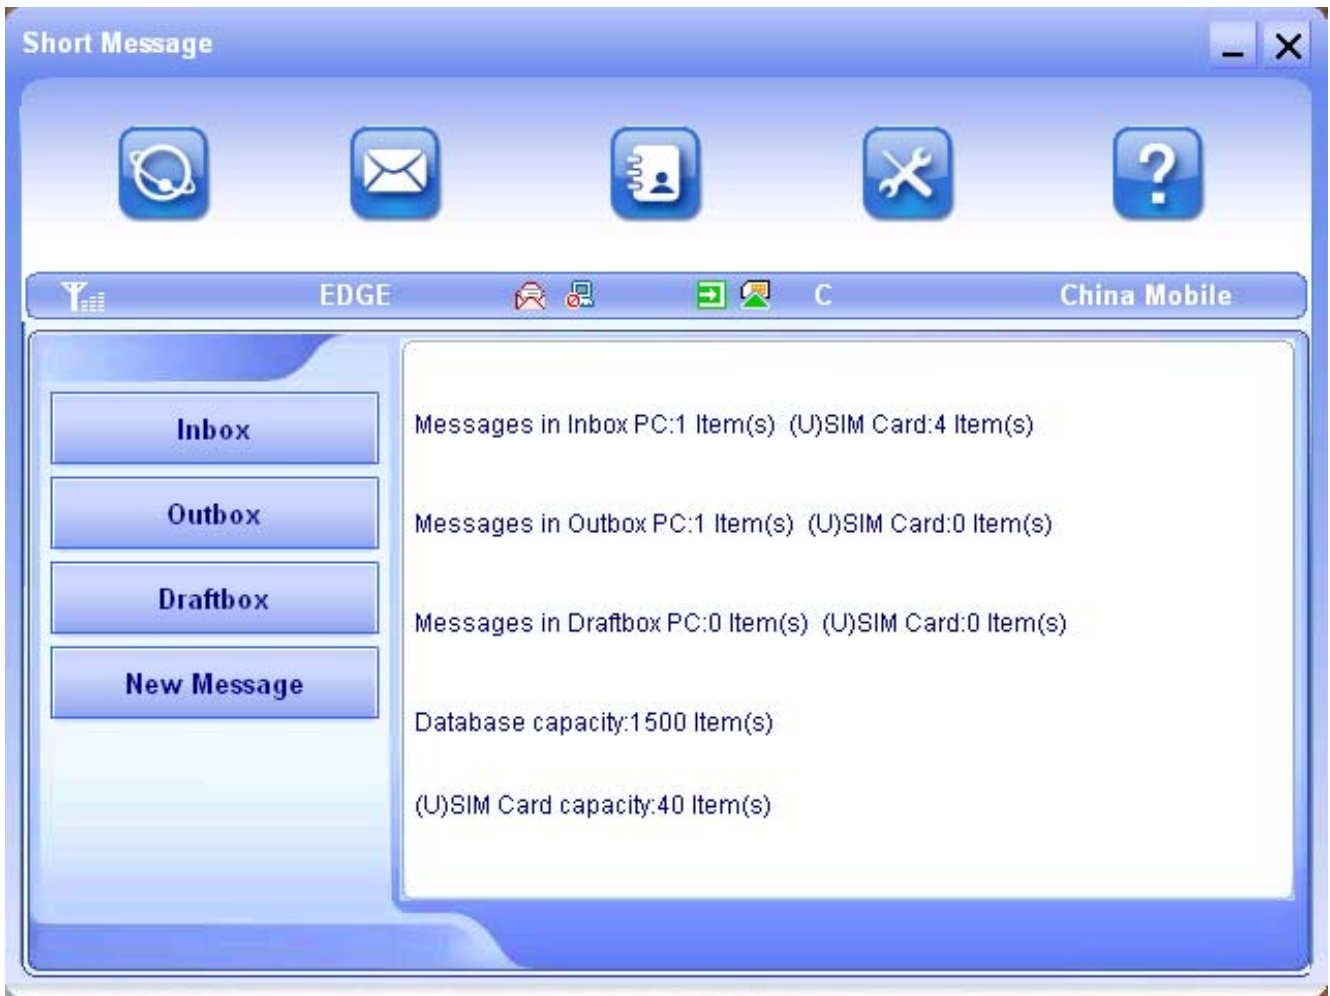 Short Message
EDGE C China Mobile
Inbox
Outbox
Draftbox
New Message
Messages in Inbox PC:1 Item(s) (U)SIM Card:4 Item(s)
Messages in Outbox PC:1 Item(s) (U)SIM Card:0 Item(s)
Messages in Draftbox PC:0 Item(s) (U)SIM Card:0 Item(s)
Database capacity:1500 Item(s)
(U)SIM Card capacity:40 Item(s)